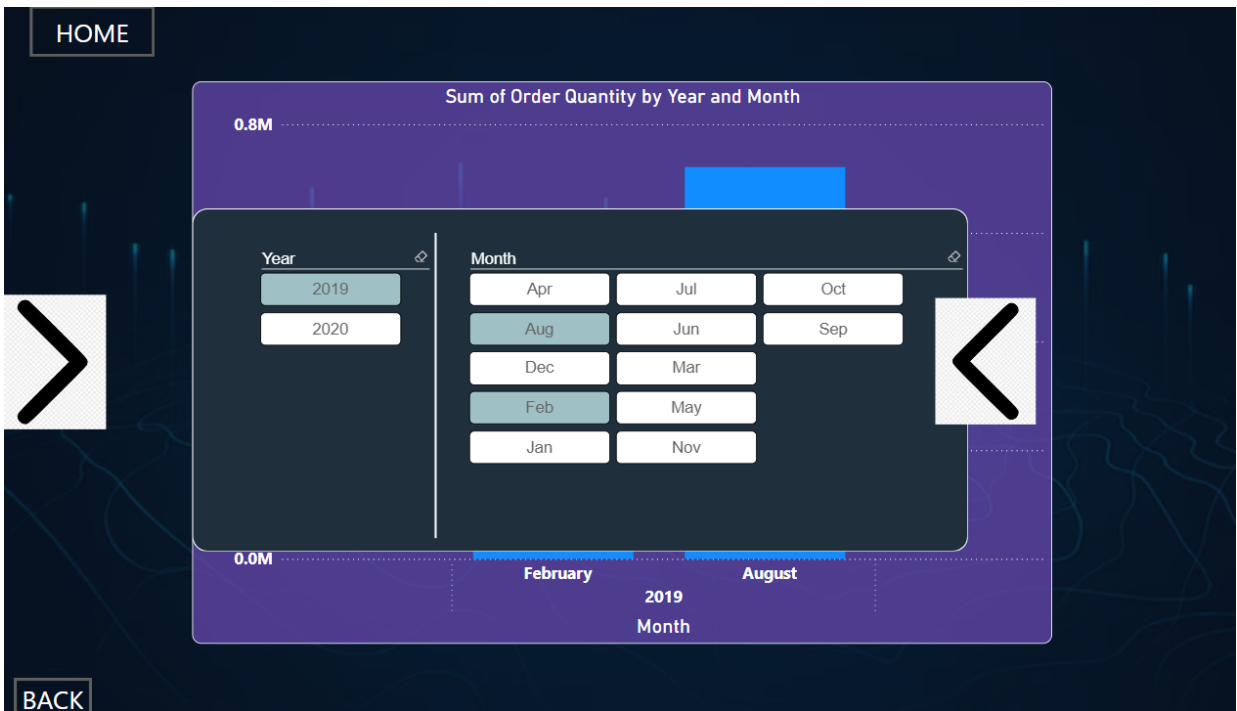 HOME
Sum of Order Quantity by Year and Month
0.8M
Year
2019
2020
Month
Apr Jul Oct
Aug Jun Sep
Dec Mar
Feb May
Jan Nov
0.0M
February August
2019
Month
BACK